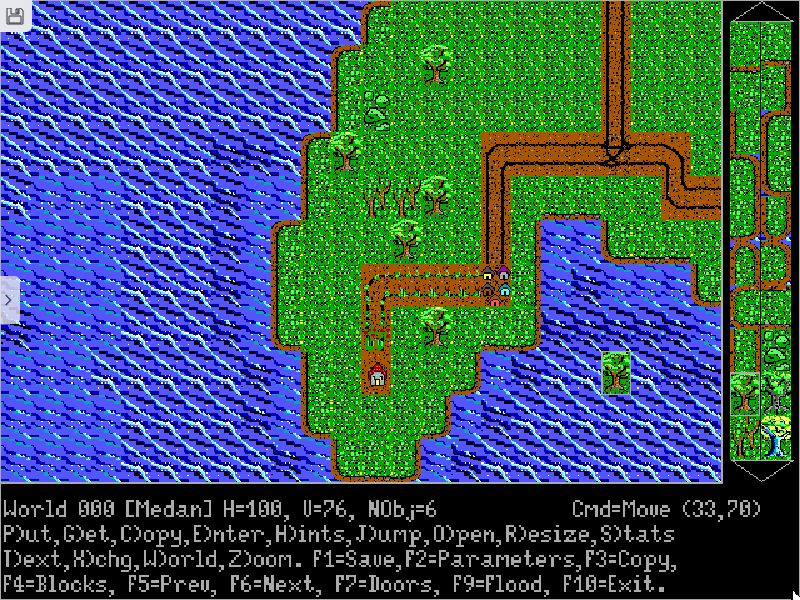 World 000 [Medan] H=100, V=76, NObj=6 Cmd=Move (33,70)
P)ut,G)et,C)opy,E)nter,H)ints,J)ump,O)pen,R)esize,S)tats
T)ext,X)chg,W)orld,Z)oom. F1=Save,F2=Parameters,F3=Copy,
F4=Blocks, F5=Prev, F6=Next, F7=Doors, F9=Flood, F10=Exit.